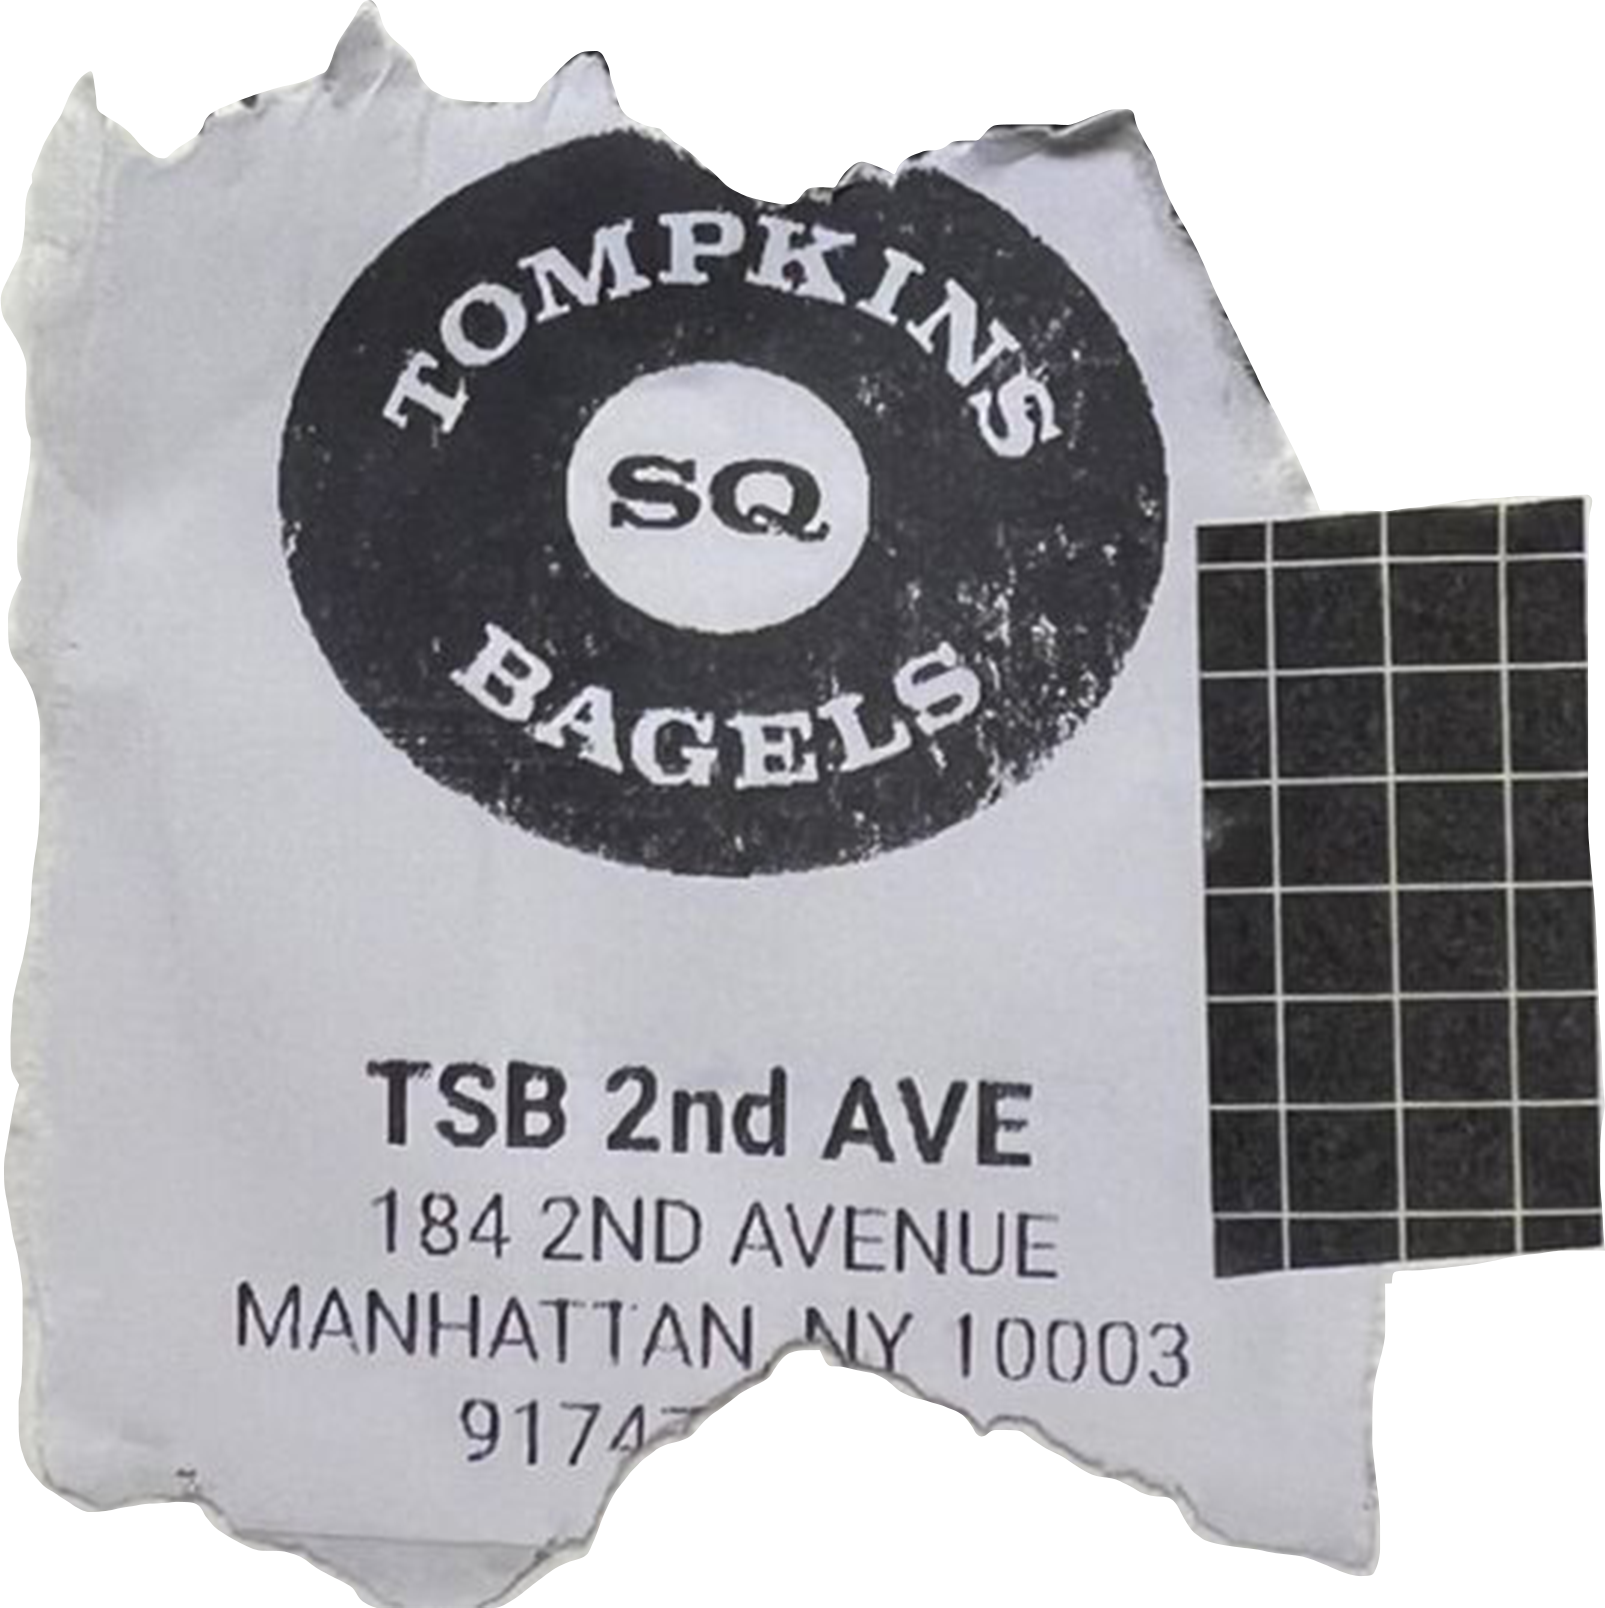 TOMPKINS
SQ
BAGELS
TSB 2nd AVE
184 2ND AVENUE
MANHATTAN, NY 10003